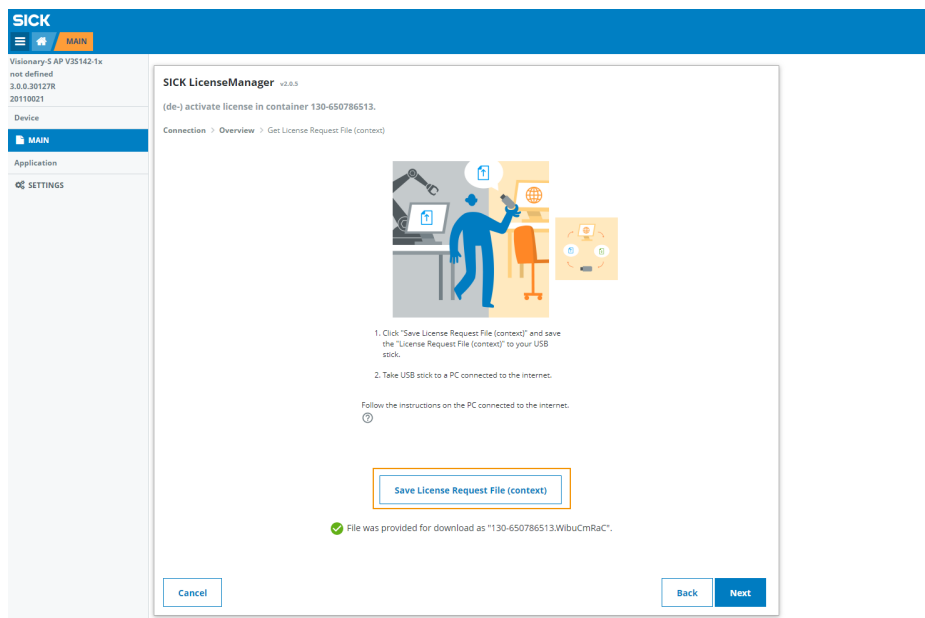 SICK
MAIN
Visionary-S AP V3S142-1x
not defined
3.0.0.30127R
20110021
Device
MAIN
Application
SETTINGS
SICK LicenseManager v2.0.5
(de-) activate license in container 130-650786513.
Connection > Overview > Get License Request File (context)
1. Click "Save License Request File (context)" and save
the "License Request File (context)" to your USB
stick.
2. Take USB stick to a PC connected to the internet.
Follow the instructions on the PC connected to the internet.
?
Save License Request File (context)
File was provided for download as "130-650786513.WibuCmRaC".
Cancel
Back
Next